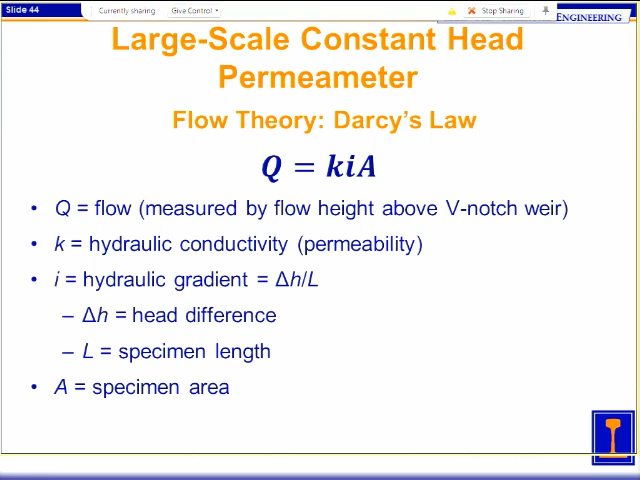 Slide 44
Currently sharing
Give Control
Stop Sharing
ENGINEERING
Large-Scale Constant Head
Permeameter
Flow Theory: Darcy's Law
Q = kiA
• Q = flow (measured by flow height above V-notch weir)
• k = hydraulic conductivity (permeability)
• i = hydraulic gradient = Δh/L
– Δh = head difference
– L = specimen length
• A = specimen area